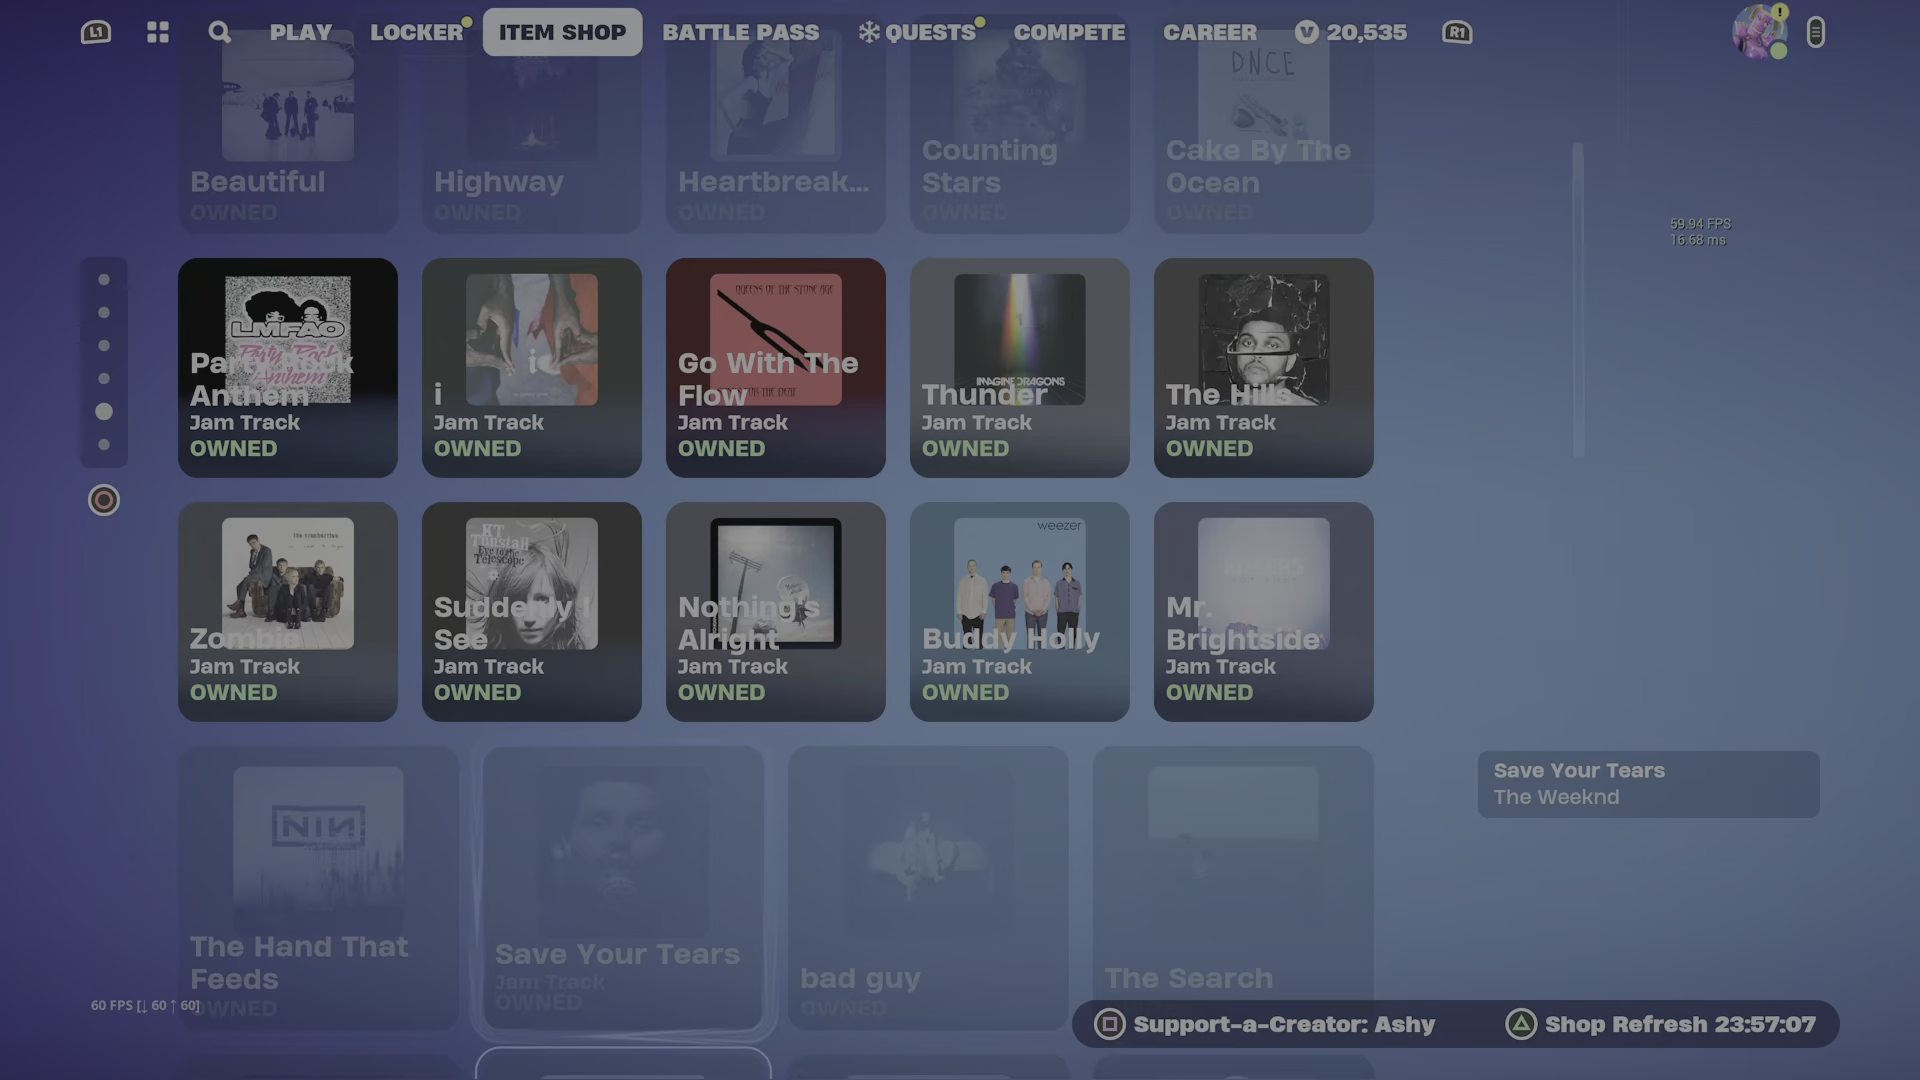 L1
PLAY
LOCKER
ITEM SHOP
BATTLE PASS
QUESTS
COMPETE
CAREER
V 20,535
R1
!
DNCE
Beautiful
OWNED
Highway
OWNED
Heartbreak...
OWNED
Counting
Stars
OWNED
Cake By The
Ocean
OWNED
59.94 FPS
16.68 ms
LMFAO
Party Rock
Anthem
Party Rock
Anthem
Jam Track
OWNED
i
Jam Track
OWNED
QUEENS OF THE STONE AGE
Go With The
Flow
Jam Track
OWNED
IMAGINE DRAGONS
Thunder
Jam Track
OWNED
The Hills
Jam Track
OWNED
the cranberries
Zombie
Jam Track
OWNED
KT
Tunstall
Eye to the
Telescope
Suddenly I
See
Jam Track
OWNED
Nothing's
Alright
Jam Track
OWNED
weezer
Buddy Holly
Jam Track
OWNED
Mr.
Brightside
Jam Track
OWNED
NIN
The Hand That
Feeds
OWNED
Save Your Tears
Jam Track
OWNED
bad guy
OWNED
The Search
Save Your Tears
The Weeknd
60 FPS [↓ 60 ↑ 60]
Support-a-Creator: Ashy
Shop Refresh 23:57:07